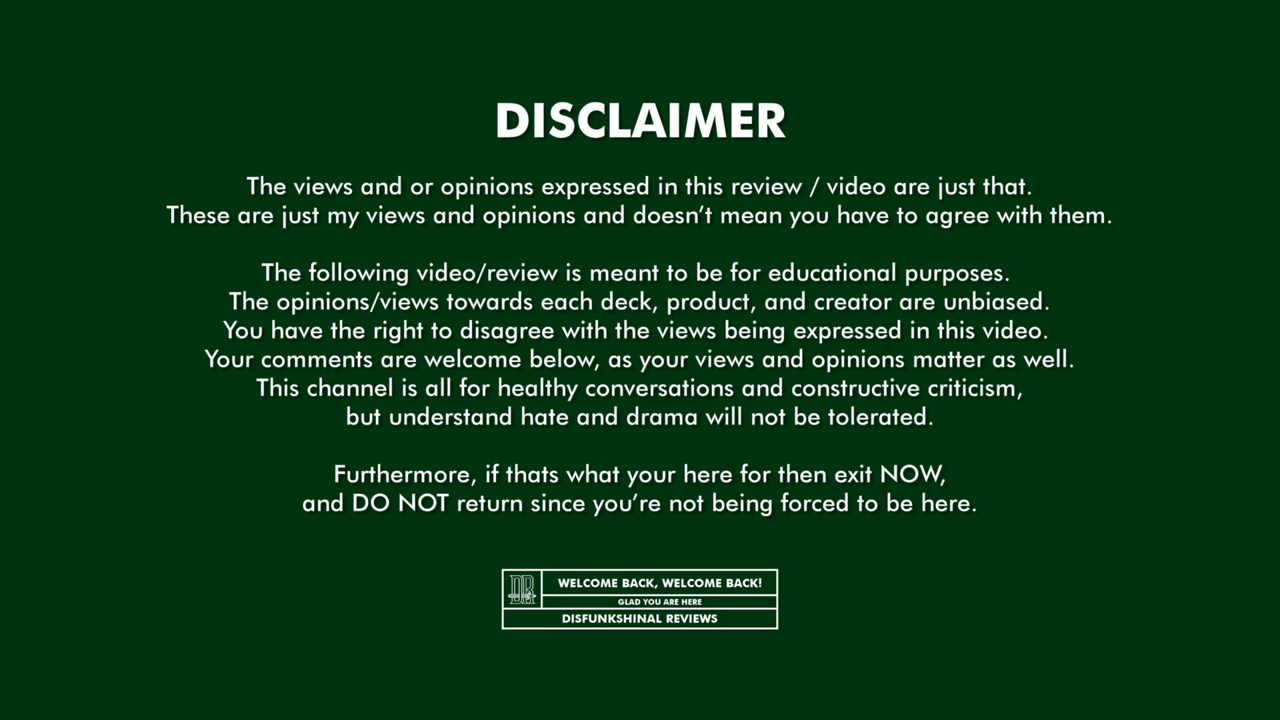 DISCLAIMER
The views and or opinions expressed in this review / video are just that.
These are just my views and opinions and doesn't mean you have to agree with them.
The following video/review is meant to be for educational purposes.
The opinions/views towards each deck, product, and creator are unbiased.
You have the right to disagree with the views being expressed in this video.
Your comments are welcome below, as your views and opinions matter as well.
This channel is all for healthy conversations and constructive criticism,
but understand hate and drama will not be tolerated.
Furthermore, if thats what your here for then exit NOW,
and DO NOT return since you're not being forced to be here.
DR
WELCOME BACK, WELCOME BACK!
GLAD YOU ARE HERE
DISFUNKSHINAL REVIEWS